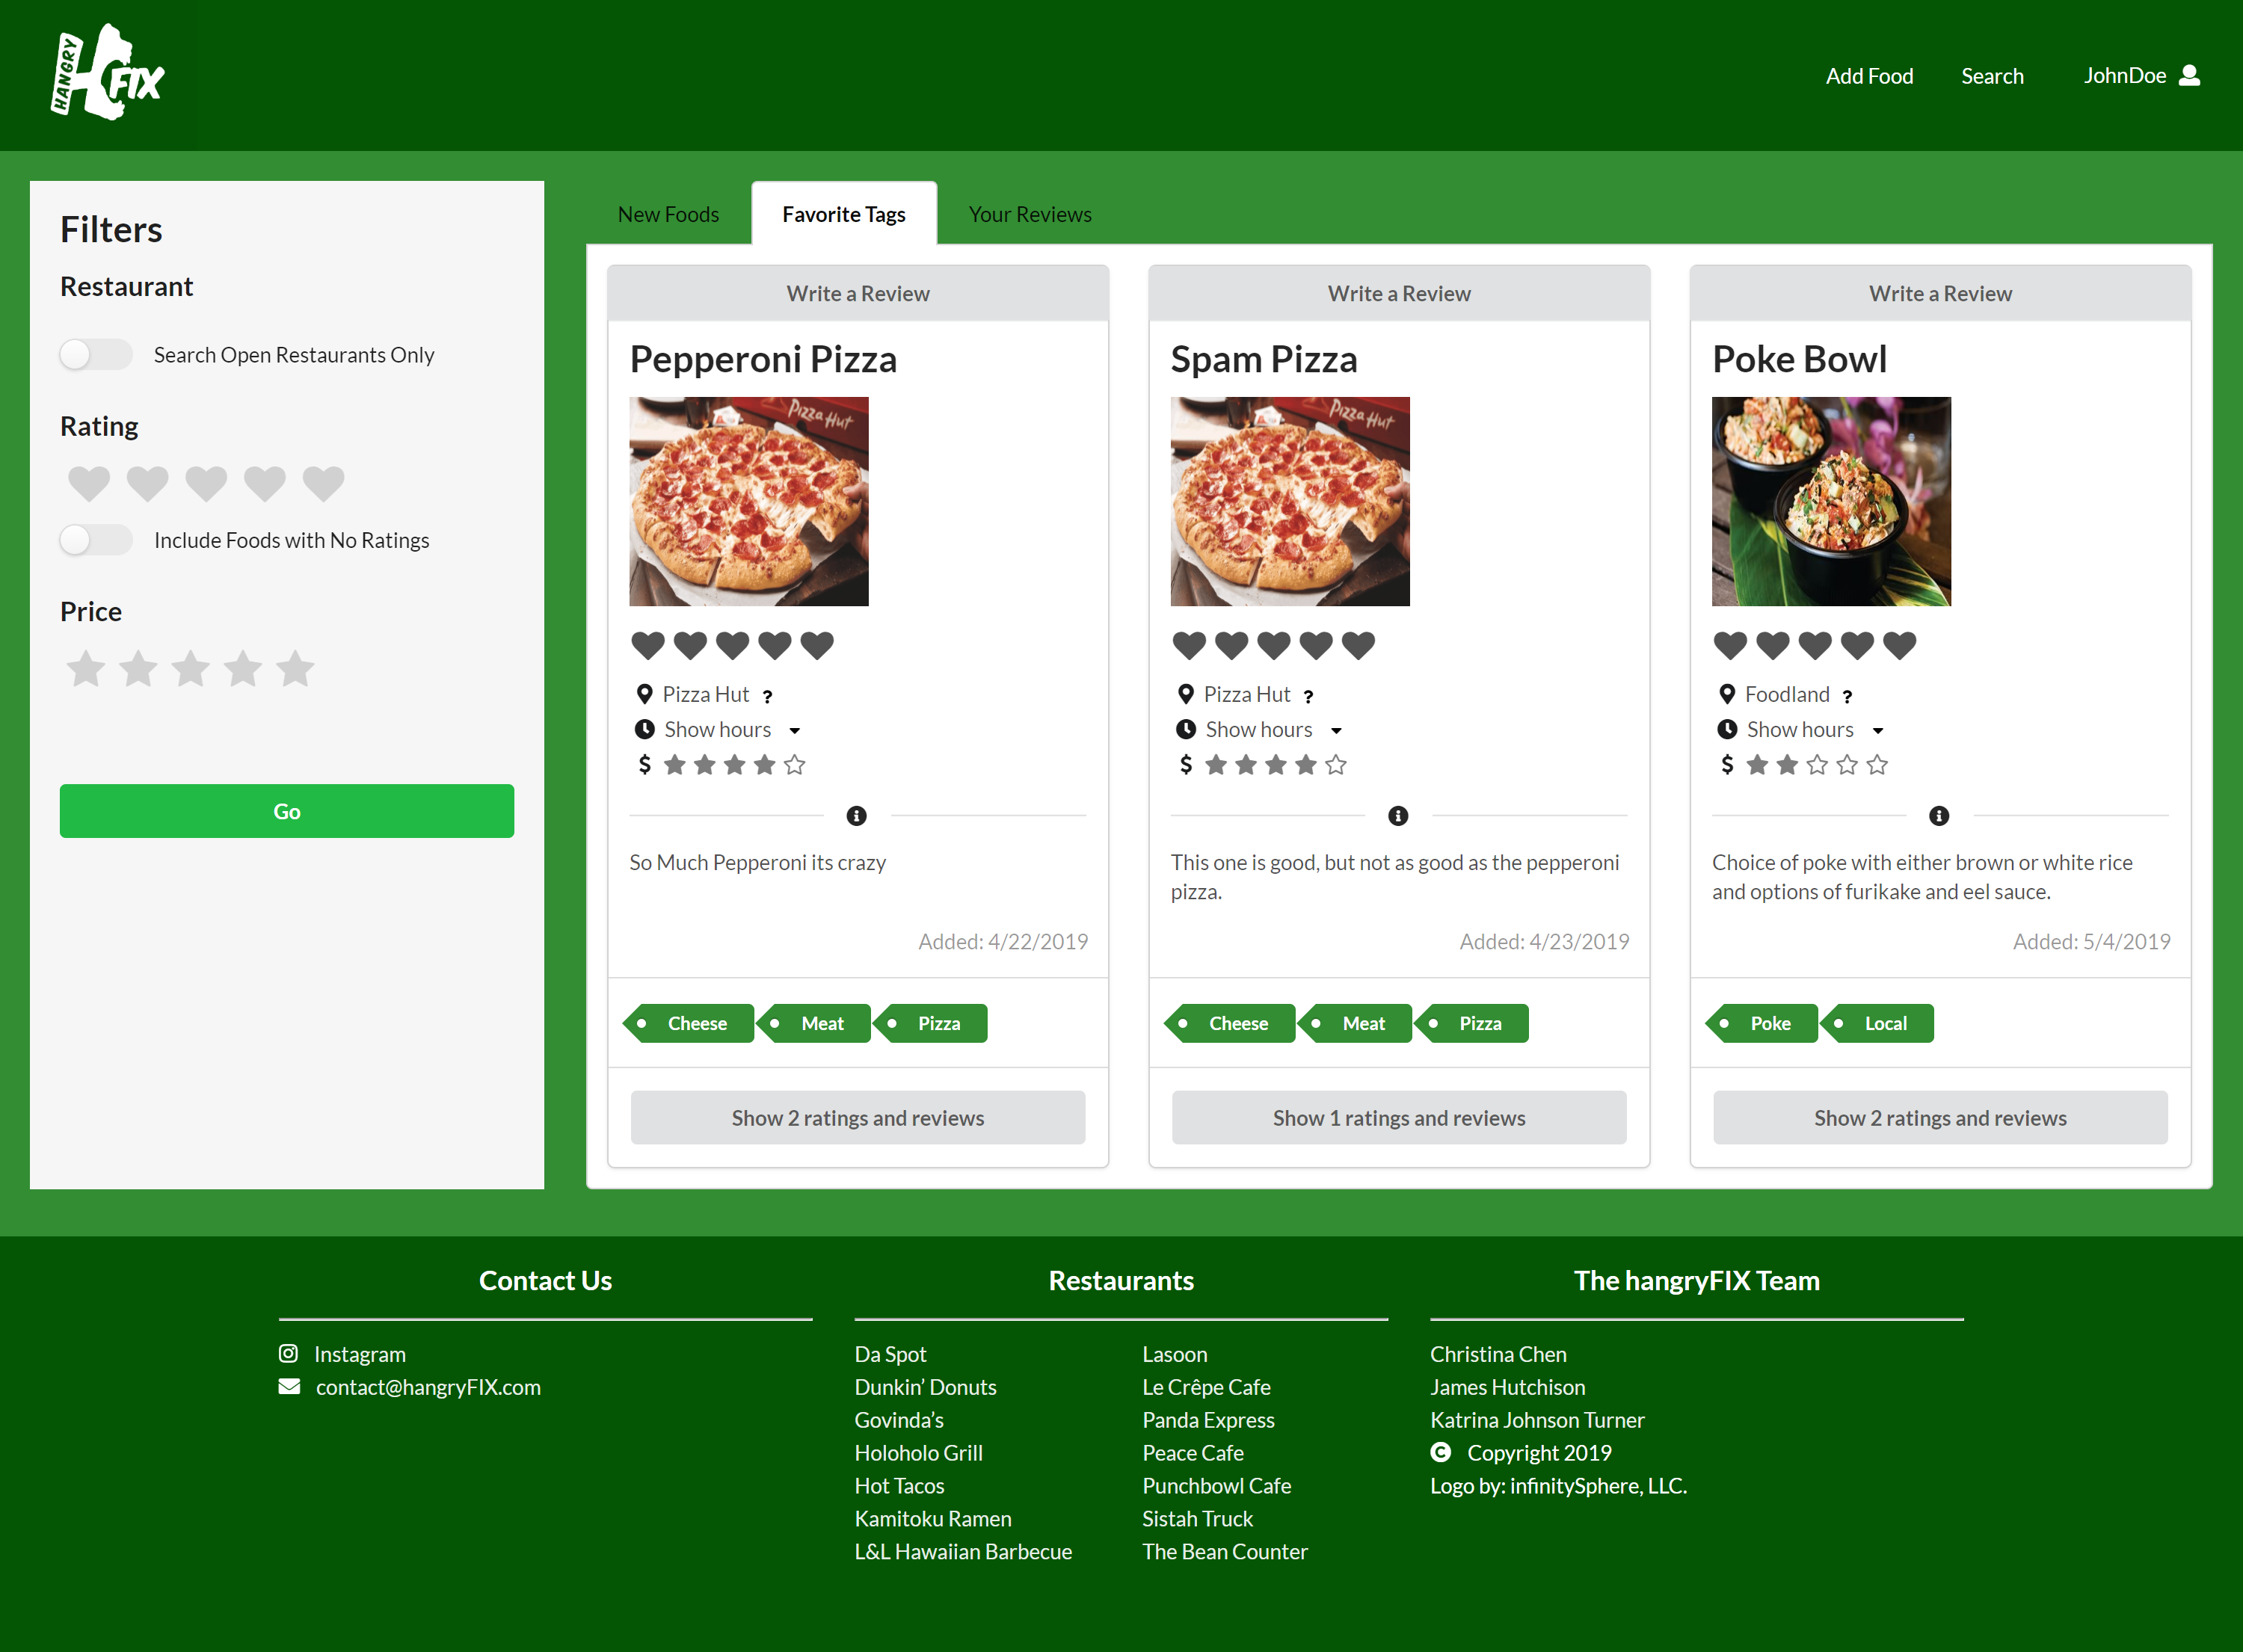 HANGRY
FIX
Add Food
Search
JohnDoe
Filters
Restaurant
Search Open Restaurants Only
Rating
Include Foods with No Ratings
Price
Go
New Foods
Favorite Tags
Your Reviews
Write a Review
Pepperoni Pizza
Pizza Hut
Pizza Hut ?
Show hours
$
So Much Pepperoni its crazy
Added: 4/22/2019
Cheese
Meat
Pizza
Show 2 ratings and reviews
Write a Review
Spam Pizza
Pizza Hut
Pizza Hut ?
Show hours
$
This one is good, but not as good as the pepperoni
pizza.
Added: 4/23/2019
Cheese
Meat
Pizza
Show 1 ratings and reviews
Write a Review
Poke Bowl
Foodland ?
Show hours
$
Choice of poke with either brown or white rice
and options of furikake and eel sauce.
Added: 5/4/2019
Poke
Local
Show 2 ratings and reviews
Contact Us
Instagram
contact@hangryFIX.com
Restaurants
Da Spot
Dunkin’ Donuts
Govinda’s
Holoholo Grill
Hot Tacos
Kamitoku Ramen
L&L Hawaiian Barbecue
Lasoon
Le Crêpe Cafe
Panda Express
Peace Cafe
Punchbowl Cafe
Sistah Truck
The Bean Counter
The hangryFIX Team
Christina Chen
James Hutchison
Katrina Johnson Turner
Copyright 2019
Logo by: infinitySphere, LLC.